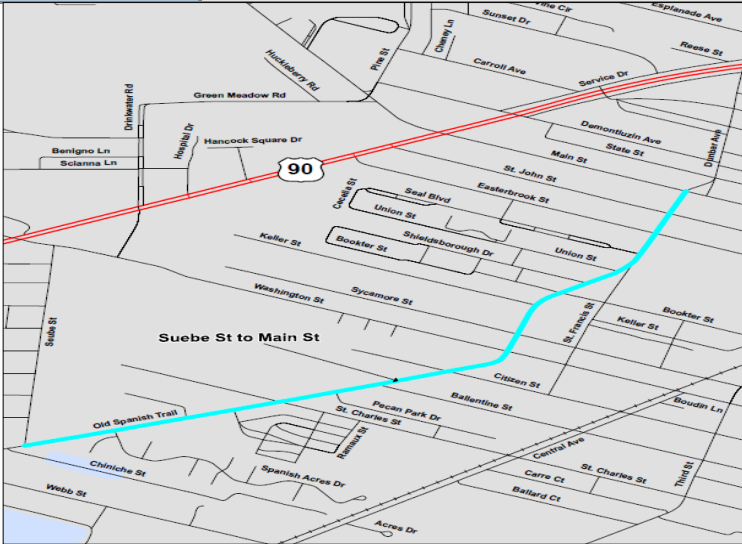 Vine Cir
Esplanade Ave
Sunset Dr
Cheney Ln
Reese St
Pine St
Huckleberry Rd
Carroll Ave
Service Dr
Green Meadow Rd
Drinkwater Rd
Demontluzin Ave
State St
Hospital Dr
Hancock Square Dr
Dunbar Ave
Benigno Ln
Main St
Scianna Ln
90
St. John St
Cecelia St
Seal Blvd
Easterbrook St
Union St
Keller St
Bookter St
Shieldsborough Dr
Union St
Washington St
Sycamore St
St. Francis St
Bookter St
Keller St
Seube St
Suebe St to Main St
Citizen St
Ballentine St
Boudin Ln
Pecan Park Dr
Old Spanish Trail
St. Charles St
Ramaux St
Central Ave
Chiniche St
Spanish Acres Dr
Carre Ct
St. Charles St
Third St
Webb St
Ballard Ct
Acres Dr